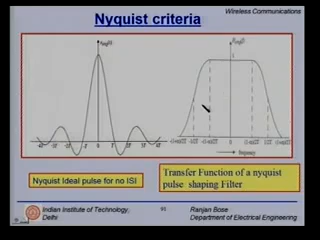 Wireless Communications
Nyquist criteria
Nyquist Ideal pulse for no ISI
Transfer Function of a nyquist
pulse shaping Filter
Indian Institute of Technology,
Delhi
Ranjan Bose
Department of Electrical Engineering